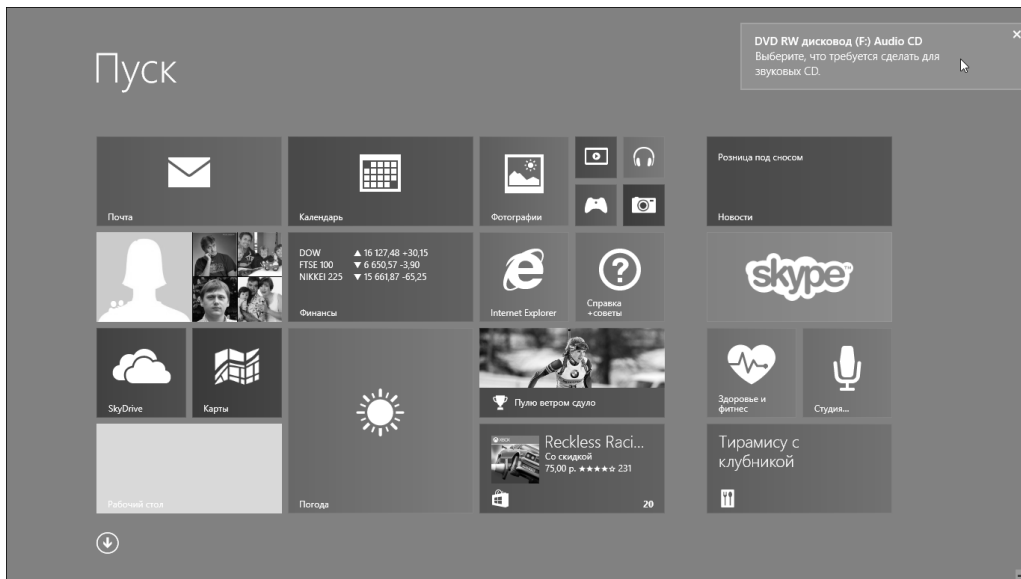 Пуск
DVD RW дисковод (F:) Audio CD
Выберите, что требуется сделать для
звуковых CD.
Почта
Календарь
Фотографии
Розница под сносом
Новости
DOW ▲ 16 127,48 +30,15
FTSE 100 ▼ 6 650,57 -3,90
NIKKEI 225 ▼ 15 661,87 -65,25
Финансы
Internet Explorer
Справка
+советы
skype
SkyDrive
Карты
Погода
Пулю ветром сдуло
Здоровье и
фитнес
Студия...
Рабочий стол
XBOX
Reckless Raci...
Со скидкой
75,00 р. ★★★★☆ 231
20
Тирамису с
клубникой